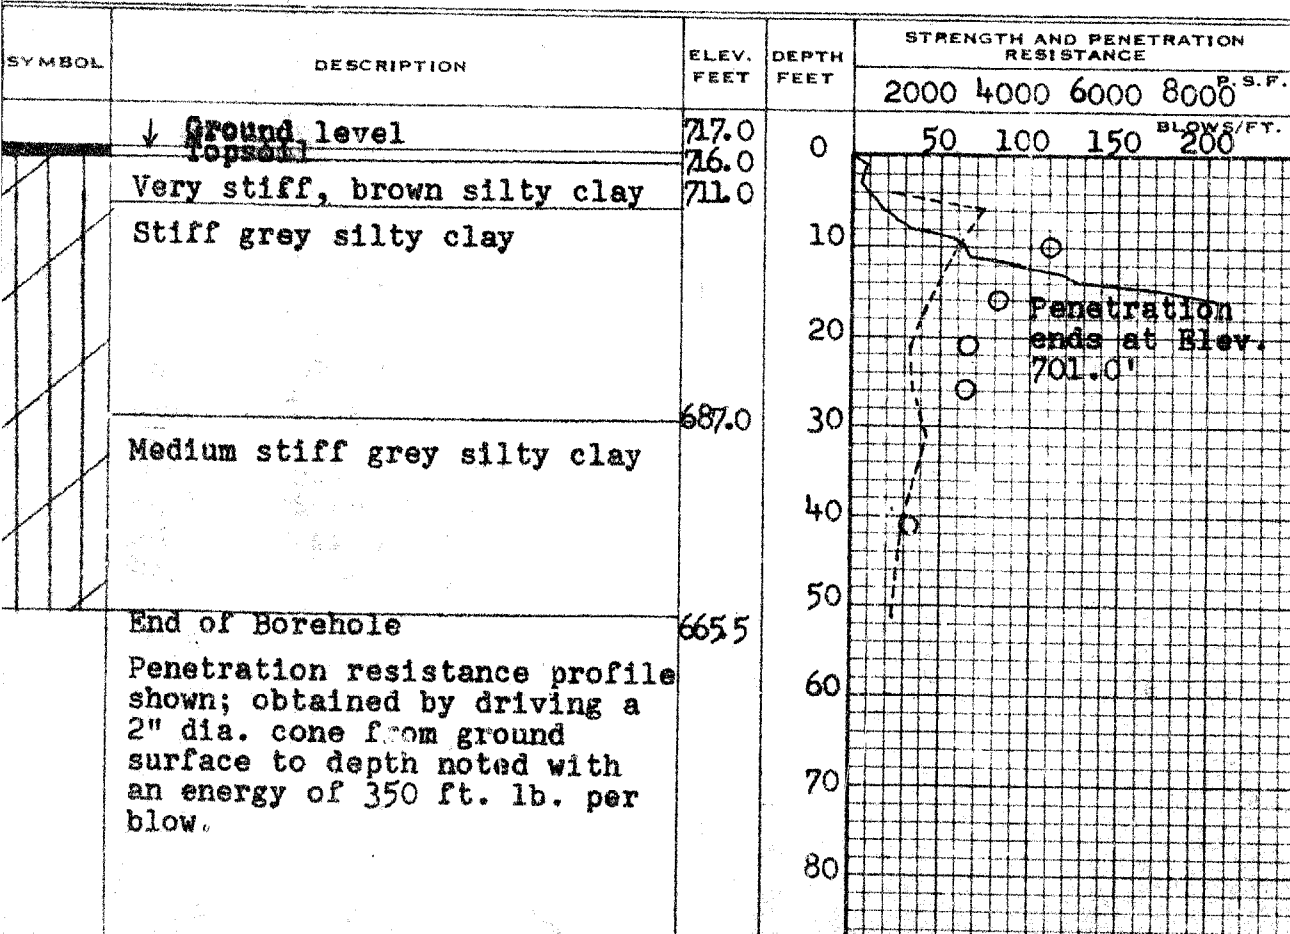 SYMBOL DESCRIPTION ELEV. FEET DEPTH FEET STRENGTH AND PENETRATION RESISTANCE
2000 4000 6000 8000 P.S.F.
BLOWS/FT.
0 50 100 150 200
↓ Ground level 717.0
Topsoil 716.0
Very stiff, brown silty clay 711.0
Stiff grey silty clay
10
Penetration
20 ends at Elev.
701.0'
687.0 30
Medium stiff grey silty clay
40
50
End of Borehole 665.5
Penetration resistance profile
shown; obtained by driving a
2" dia. cone from ground
surface to depth noted with
an energy of 350 ft. lb. per
blow.
60
70
80